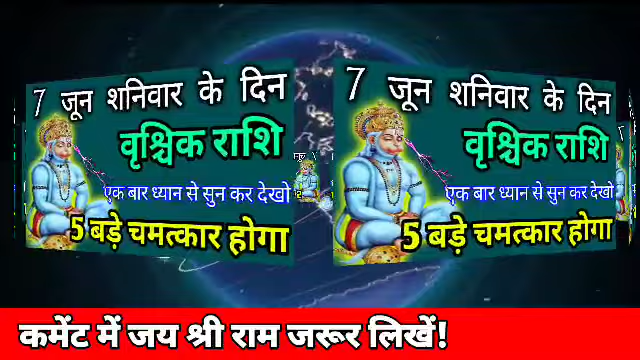 7 जून शनिवार के दिन
वृश्चिक राशि
एक बार ध्यान से सुन कर देखो
5 बड़े चमत्कार होगा
7 जून शनिवार के दिन
वृश्चिक राशि
एक बार ध्यान से सुन कर देखो
5 बड़े चमत्कार होगा
कमेंट में जय श्री राम जरूर लिखें!